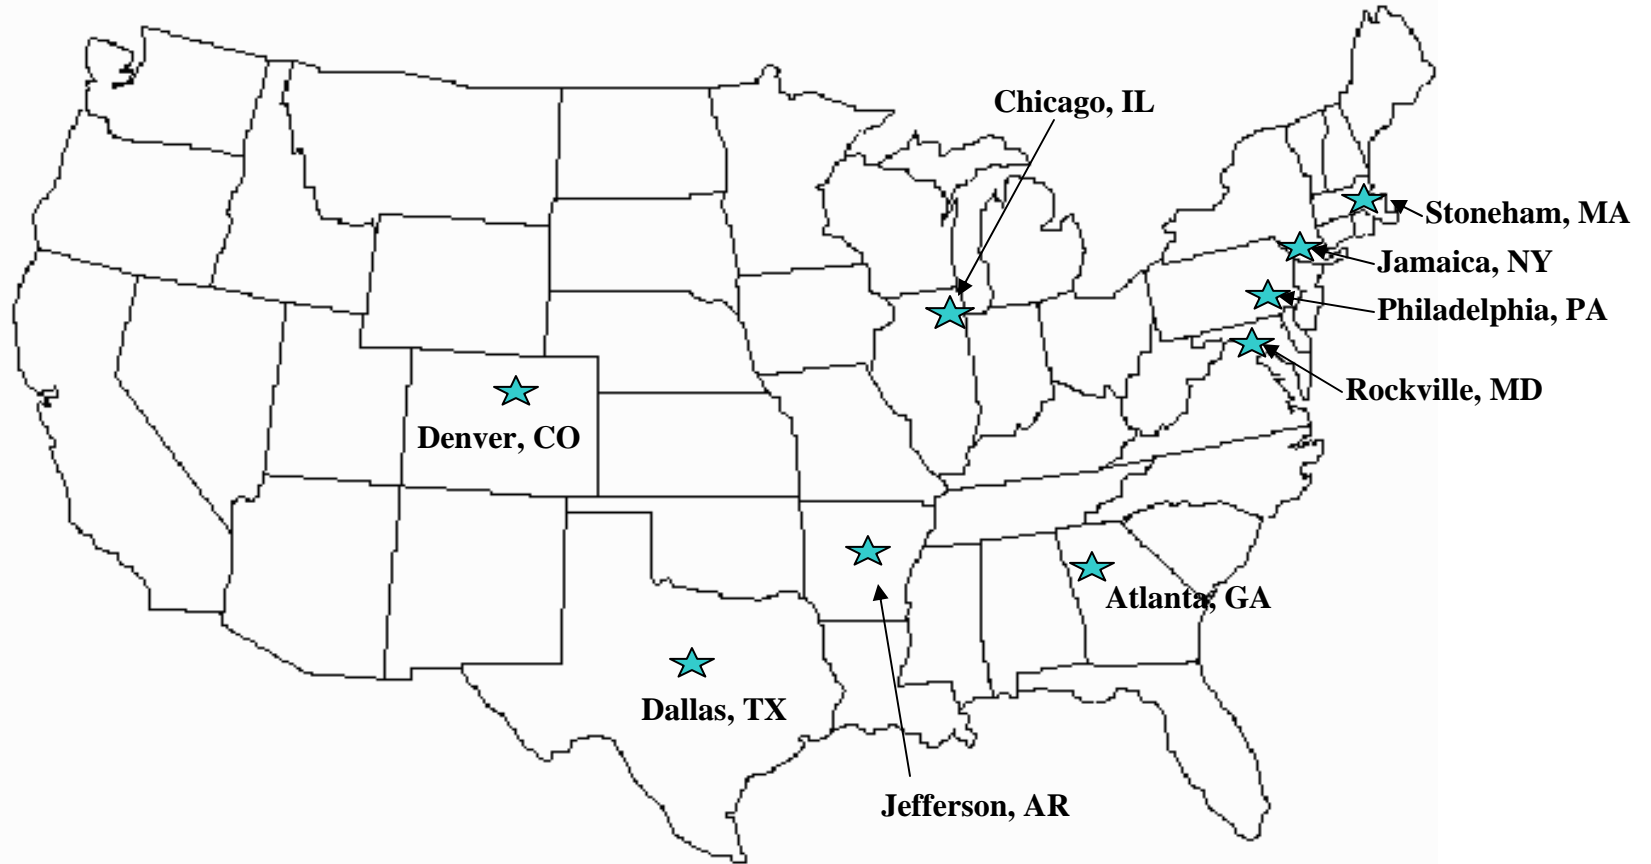 Chicago, IL
Stoneham, MA
Jamaica, NY
Philadelphia, PA
Rockville, MD
Denver, CO
Atlanta, GA
Dallas, TX
Jefferson, AR